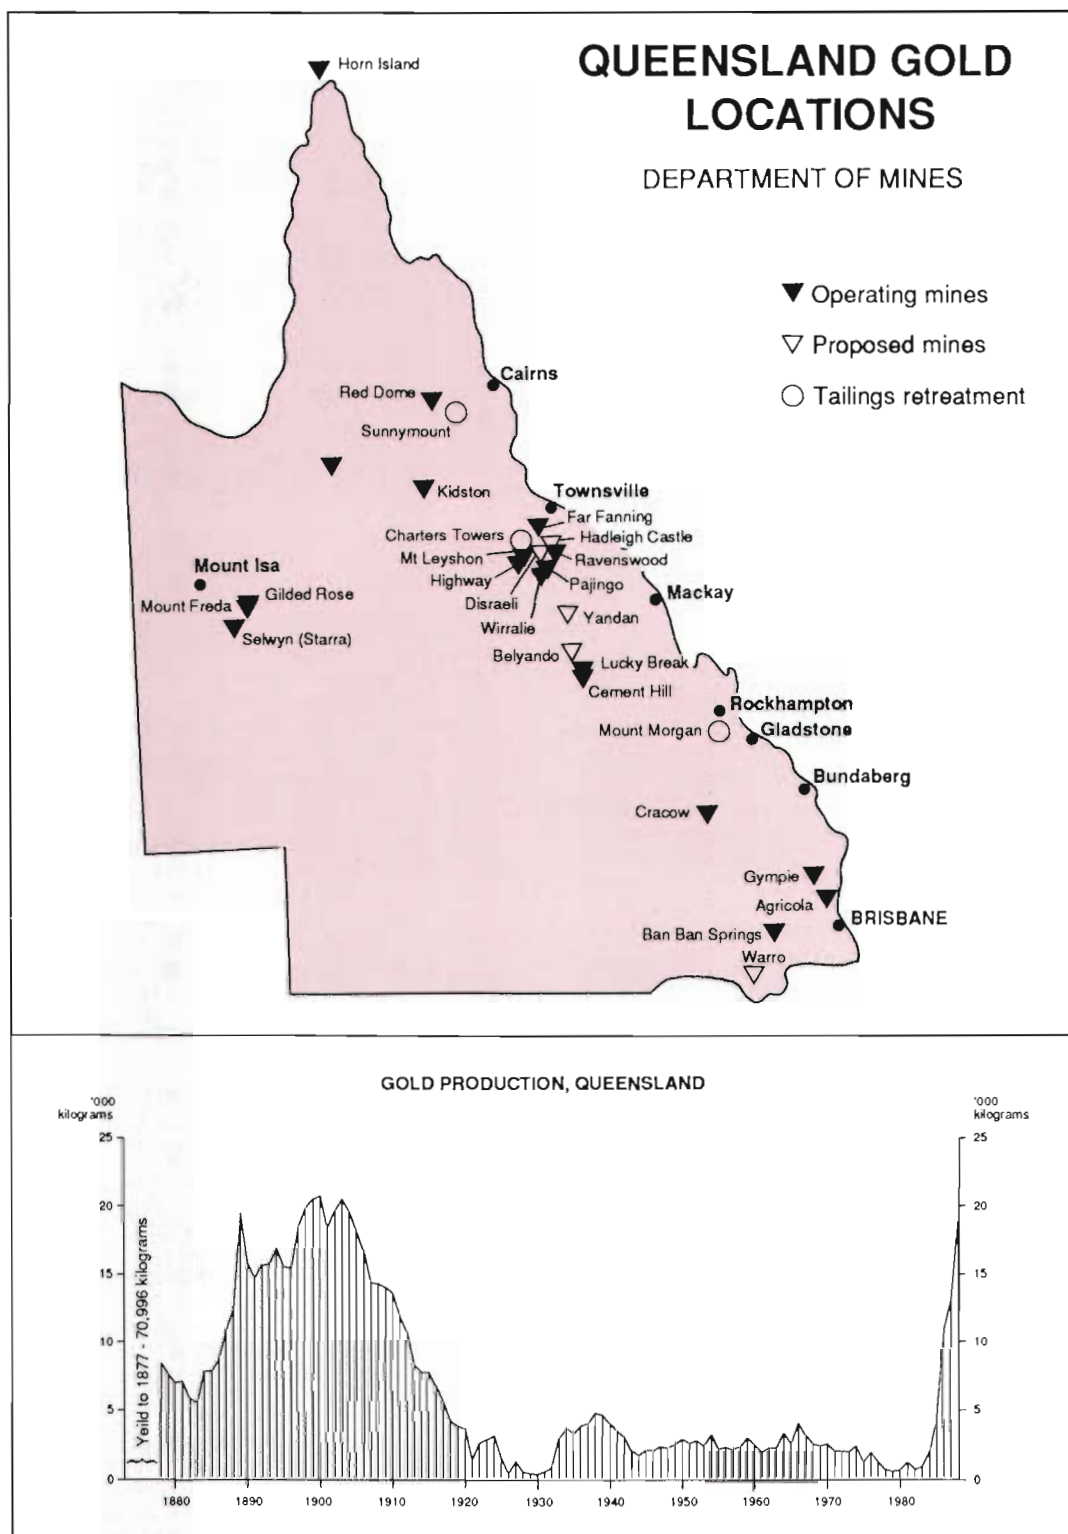 QUEENSLAND GOLD
LOCATIONS
DEPARTMENT OF MINES
Operating mines
Proposed mines
Tailings retreatment
Horn Island
Cairns
Red Dome
Sunnymount
Kidston
Townsville
Far Fanning
Charters Towers
Hadleigh Castle
Mt Leyshon
Ravenswood
Highway
Pajingo
Disraeli
Wirralie
Mount Isa
Gilded Rose
Mount Freda
Selwyn (Starra)
Mackay
Yandan
Belyando
Lucky Break
Cement Hill
Rockhampton
Mount Morgan
Gladstone
Bundaberg
Cracow
Gympie
Agricola
BRISBANE
Ban Ban Springs
Warro
GOLD PRODUCTION, QUEENSLAND
'000
kilograms
'000
kilograms
25
20
15
10
5
0
Yeild to 1877 - 70,996 kilograms
25
20
15
10
5
0
1880 1890 1900 1910 1920 1930 1940 1950 1960 1970 1980